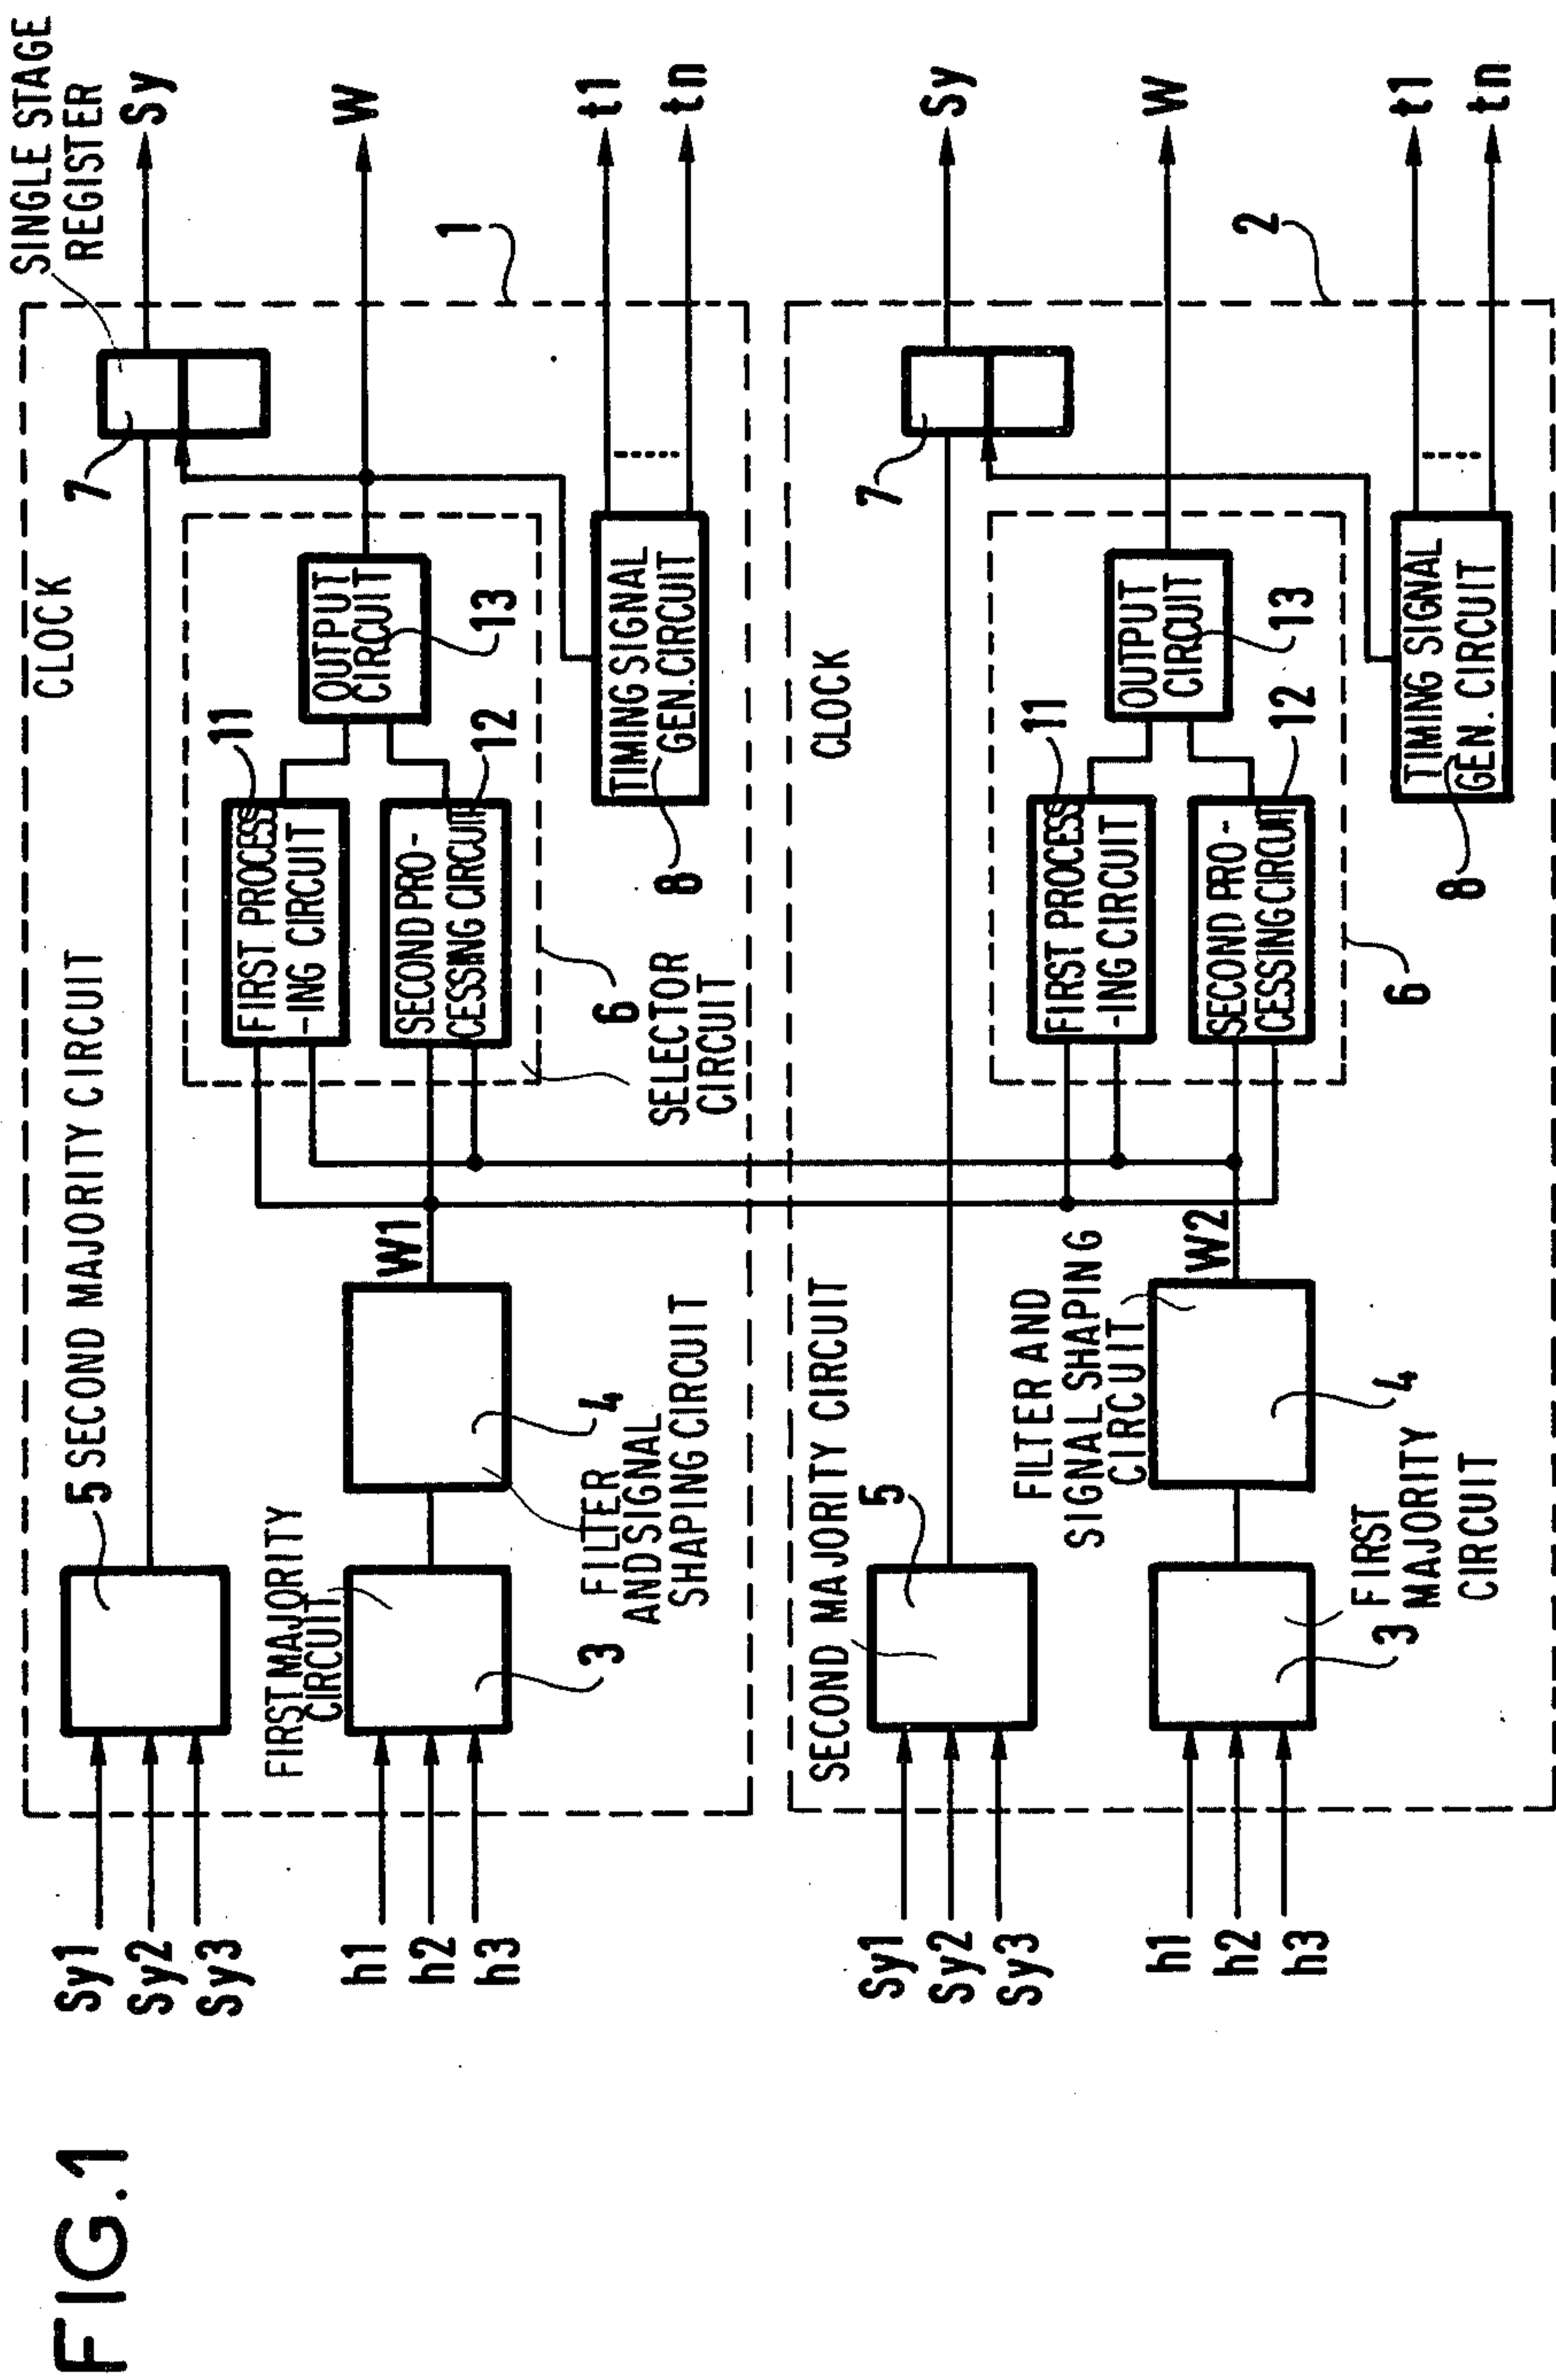 FIG.1
Sy1
Sy2
Sy3
h1
h2
h3
5 SECOND MAJORITY CIRCUIT
FIRST MAJORITY
CIRCUIT
3
4
FILTER
AND SIGNAL
SHAPING CIRCUIT
W1
CLOCK
11
FIRST PROCESS
-ING CIRCUIT
SECOND PRO-
CESSING CIRCUIT
12
OUTPUT
CIRCUIT
13
6
SELECTOR
CIRCUIT
TIMING SIGNAL
GEN. CIRCUIT
8
7
SINGLE STAGE
REGISTER
1
Sy
W
t1
tn
Sy1
Sy2
Sy3
h1
h2
h3
SECOND MAJORITY CIRCUIT
5
FIRST
MAJORITY
CIRCUIT
3
FILTER AND
SIGNAL SHAPING
CIRCUIT
4
W2
CLOCK
11
FIRST PROCESS
-ING CIRCUIT
SECOND PRO-
CESSING CIRCUIT
12
OUTPUT
CIRCUIT
13
6
TIMING SIGNAL
GEN. CIRCUIT
8
7
2
Sy
W
t1
tn